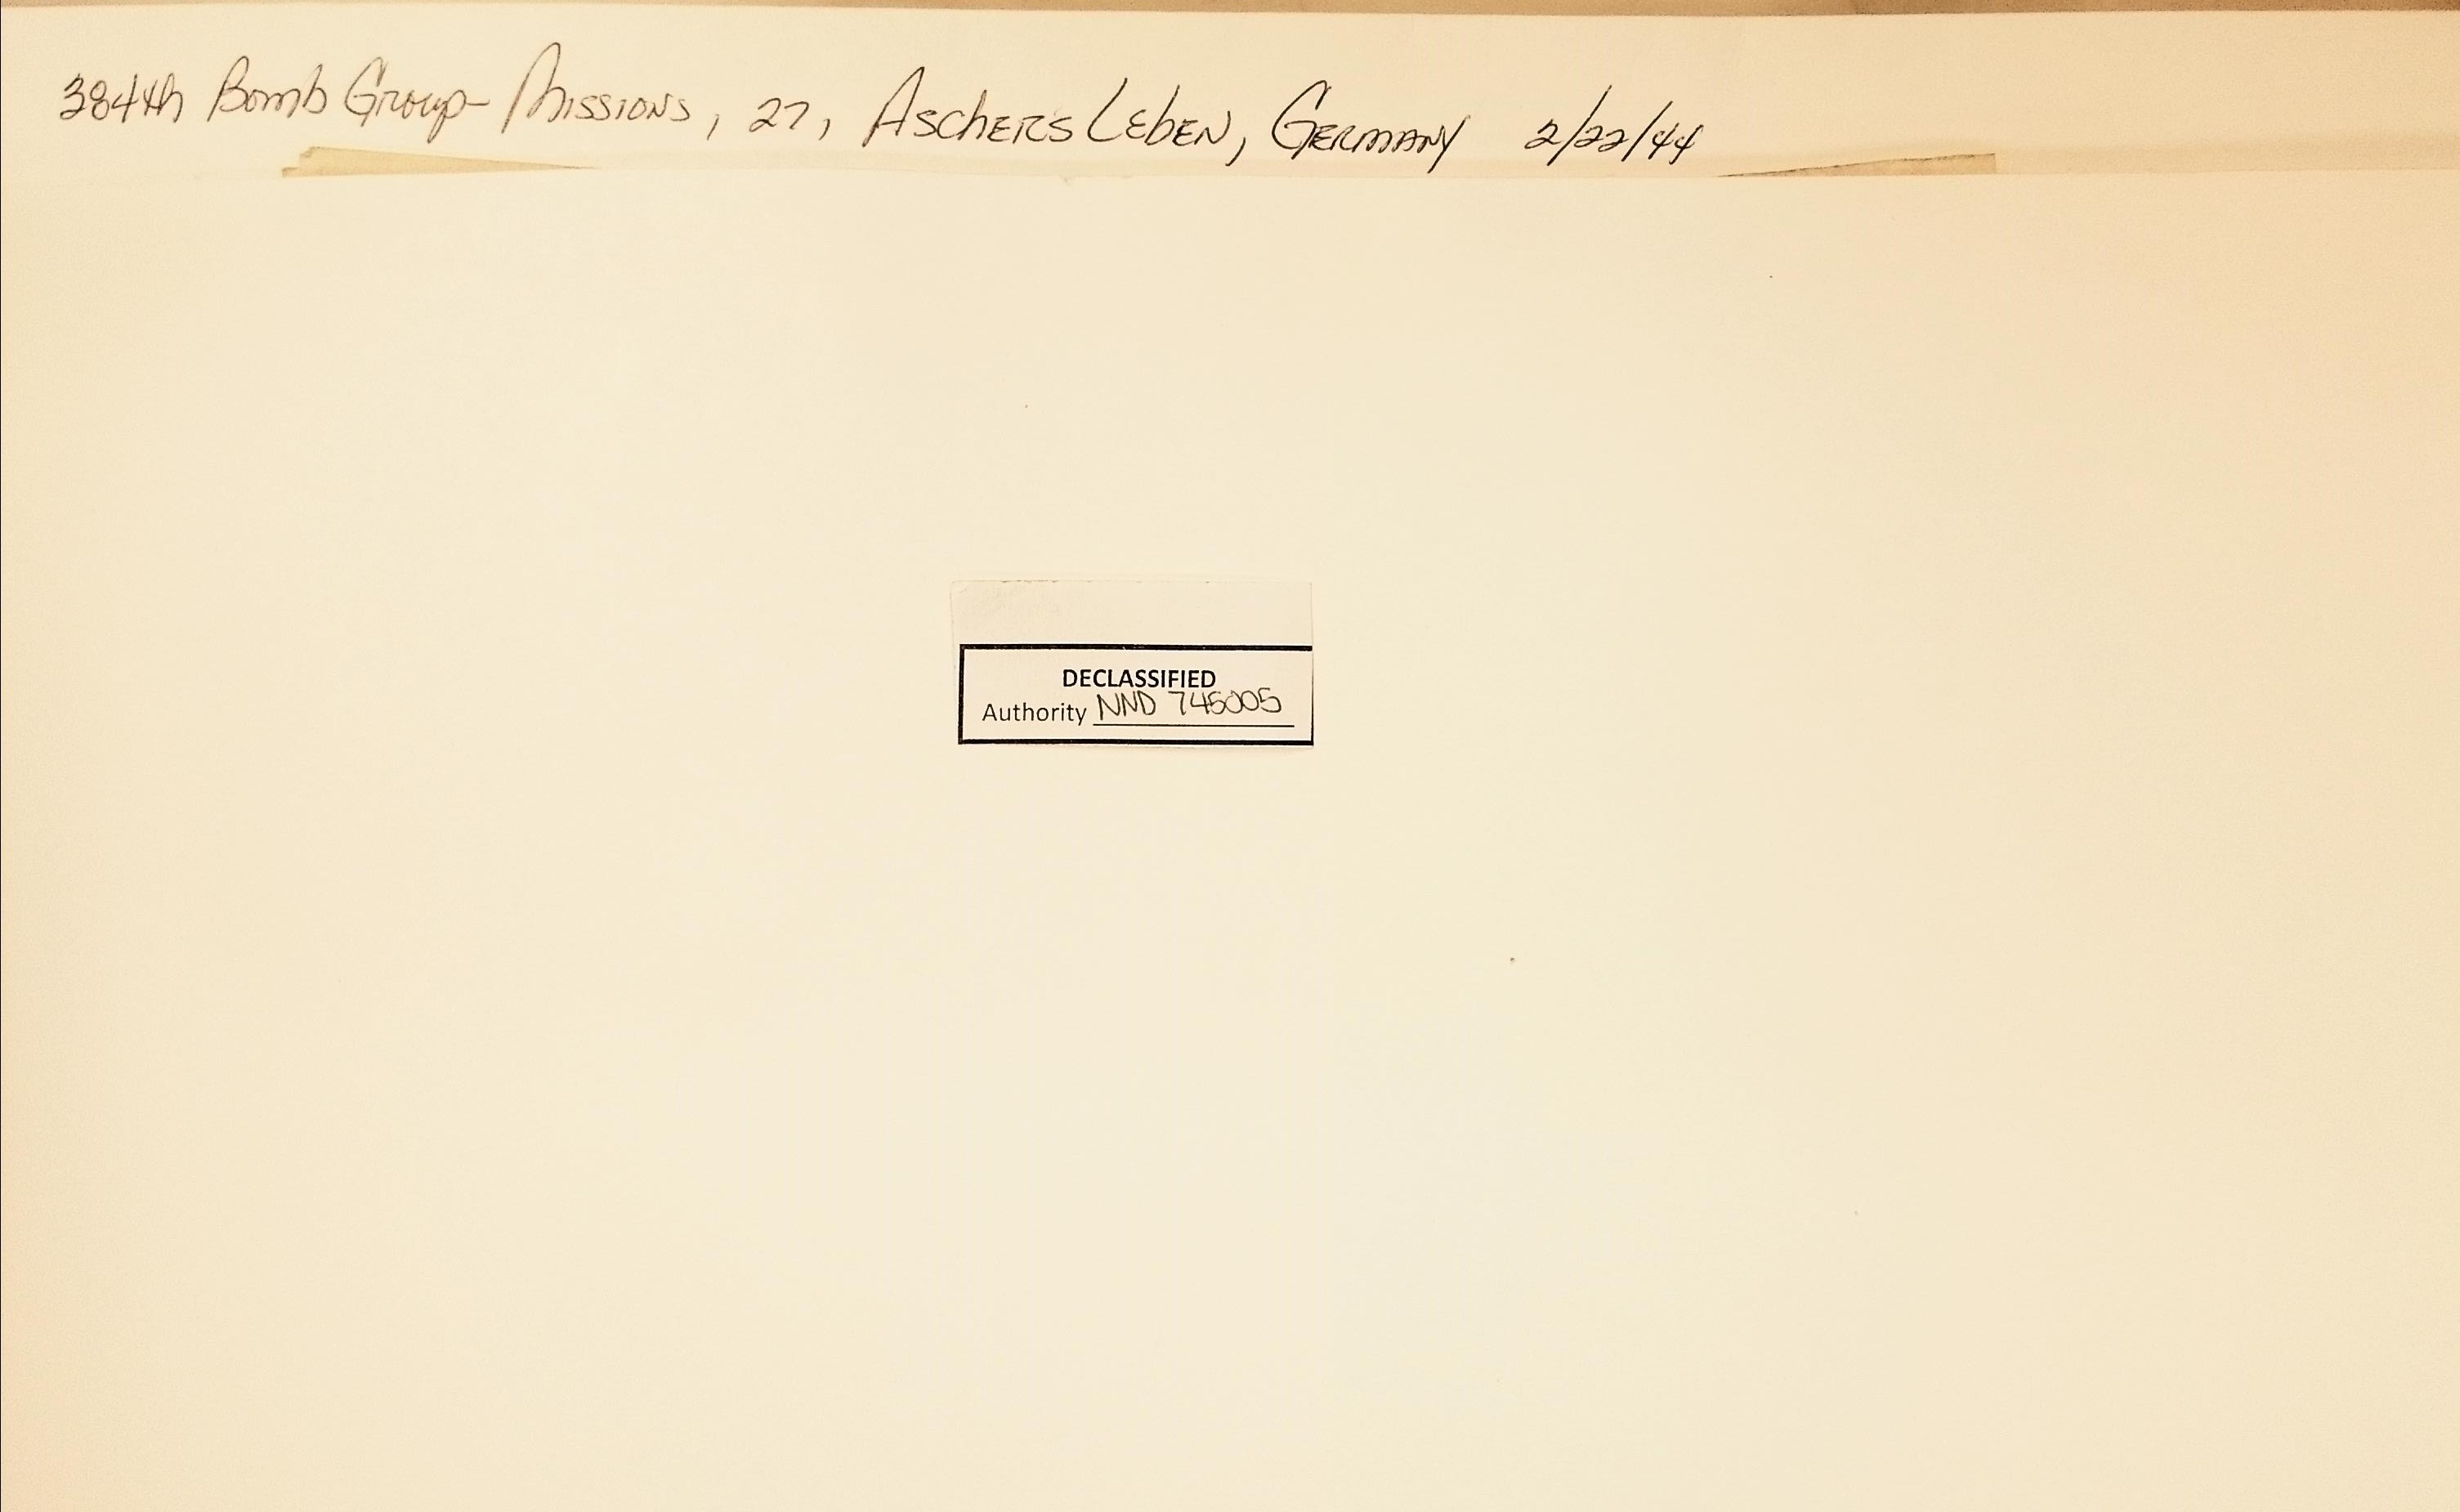 384th Bomb Group- Missions, 27, AschersLeben, Germany 2/22/44
DECLASSIFIED
Authority NND 745005